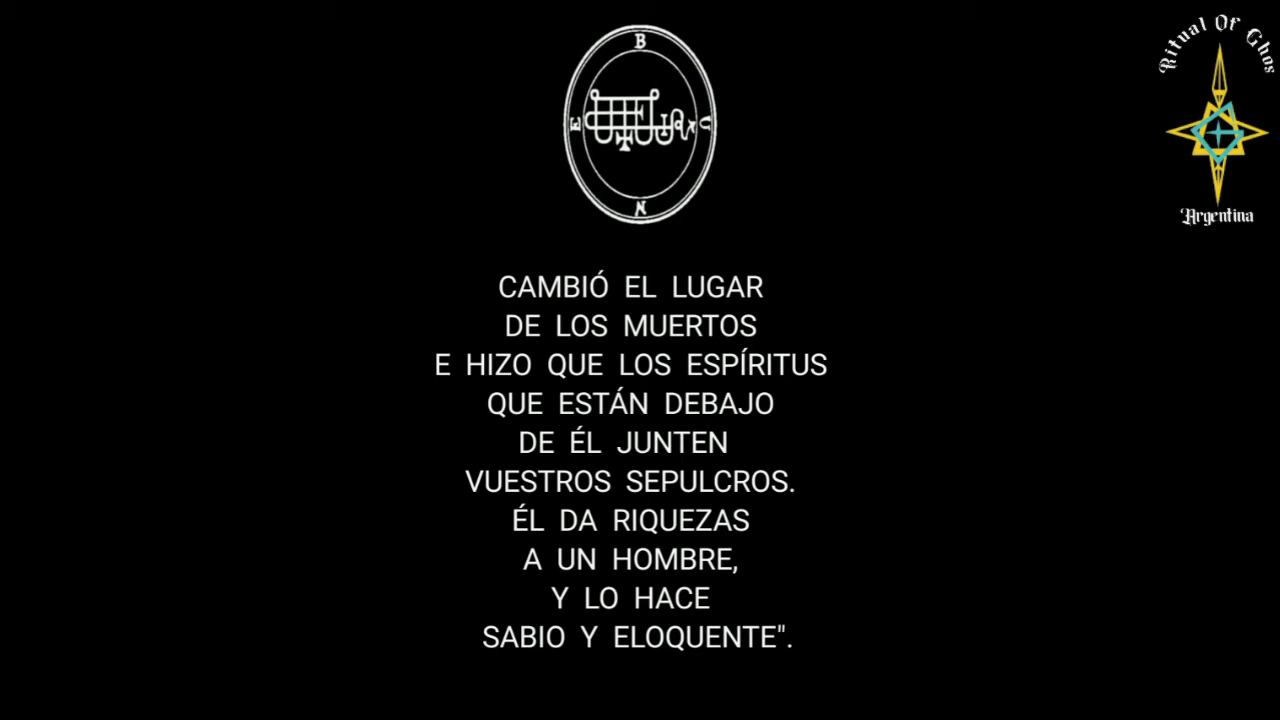 B
E
U
N
CAMBIÓ EL LUGAR
DE LOS MUERTOS
E HIZO QUE LOS ESPÍRITUS
QUE ESTÁN DEBAJO
DE ÉL JUNTEN
VUESTROS SEPULCROS.
ÉL DA RIQUEZAS
A UN HOMBRE,
Y LO HACE
SABIO Y ELOQUENTE".
Ritual Of Ghos
Argentina